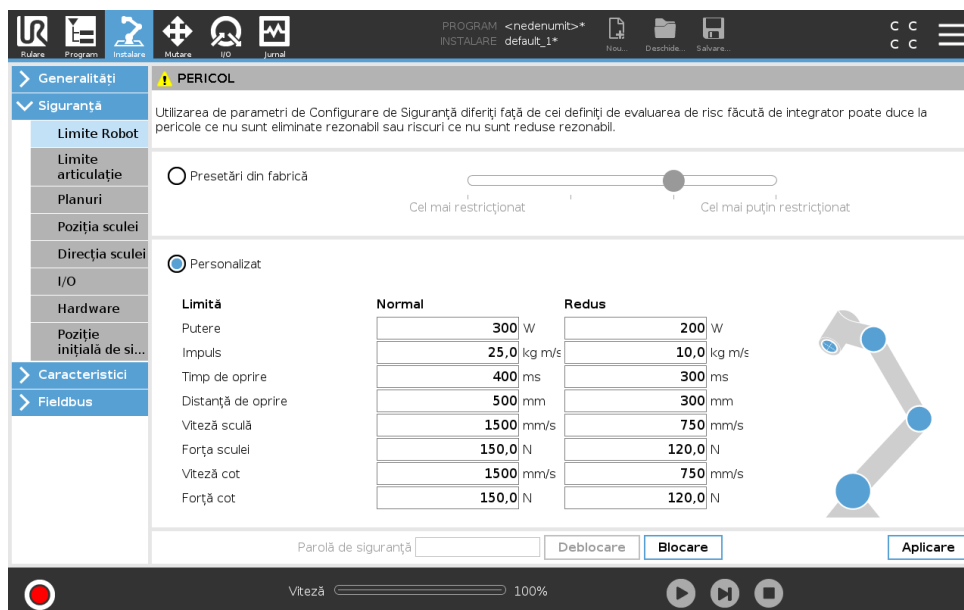 PROGRAM <nedenumit>*
INSTALARE default_1*
Rulare Program Instalare Mutare I/O Jurnal
Nou... Deschide... Salvare...
C C
C C
Generalități
Siguranță
Limite Robot
Limite
articulație
Planuri
Poziția sculei
Direcția sculei
I/O
Hardware
Poziție
inițială de si...
Caracteristici
Fieldbus
PERICOL
Utilizarea de parametri de Configurare de Siguranță diferiți față de cei definiți de evaluarea de risc făcută de integrator poate duce la
pericole ce nu sunt eliminate rezonabil sau riscuri ce nu sunt reduse rezonabil.
Presetări din fabrică
Cel mai restricționat Cel mai puțin restricționat
Personalizat
Limită Normal Redus
Putere 300 W 200 W
Impuls 25,0 kg m/s 10,0 kg m/s
Timp de oprire 400 ms 300 ms
Distanță de oprire 500 mm 300 mm
Viteză sculă 1500 mm/s 750 mm/s
Forța sculei 150,0 N 120,0 N
Viteză cot 1500 mm/s 750 mm/s
Forță cot 150,0 N 120,0 N
Parolă de siguranță Deblocare Blocare Aplicare
Viteză 100%